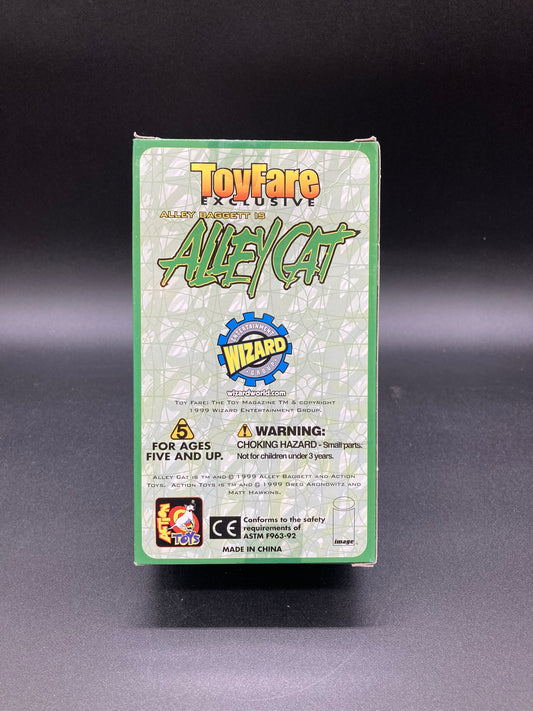 ToyFare
EXCLUSIVE
ALLEY BAGGETT IS
ALLEY CAT
ENTERTAINMENT
WIZARD
GROUP
wizardworld.com
TOY FARE: THE TOY MAGAZINE TM & COPYRIGHT
1999 WIZARD ENTERTAINMENT GROUP.
5
FOR AGES
FIVE AND UP.
WARNING:
CHOKING HAZARD - Small parts.
Not for children under 3 years.
ALLEY CAT IS TM AND © 1999 ALLEY BAGGETT AND ACTION
TOYS. ACTION TOYS IS TM AND © 1999 GREG ARONOWITZ AND
MATT HAWKINS.
ACTION
TOYS
CE
Conforms to the safety
requirements of
ASTM F963-92
MADE IN CHINA
image